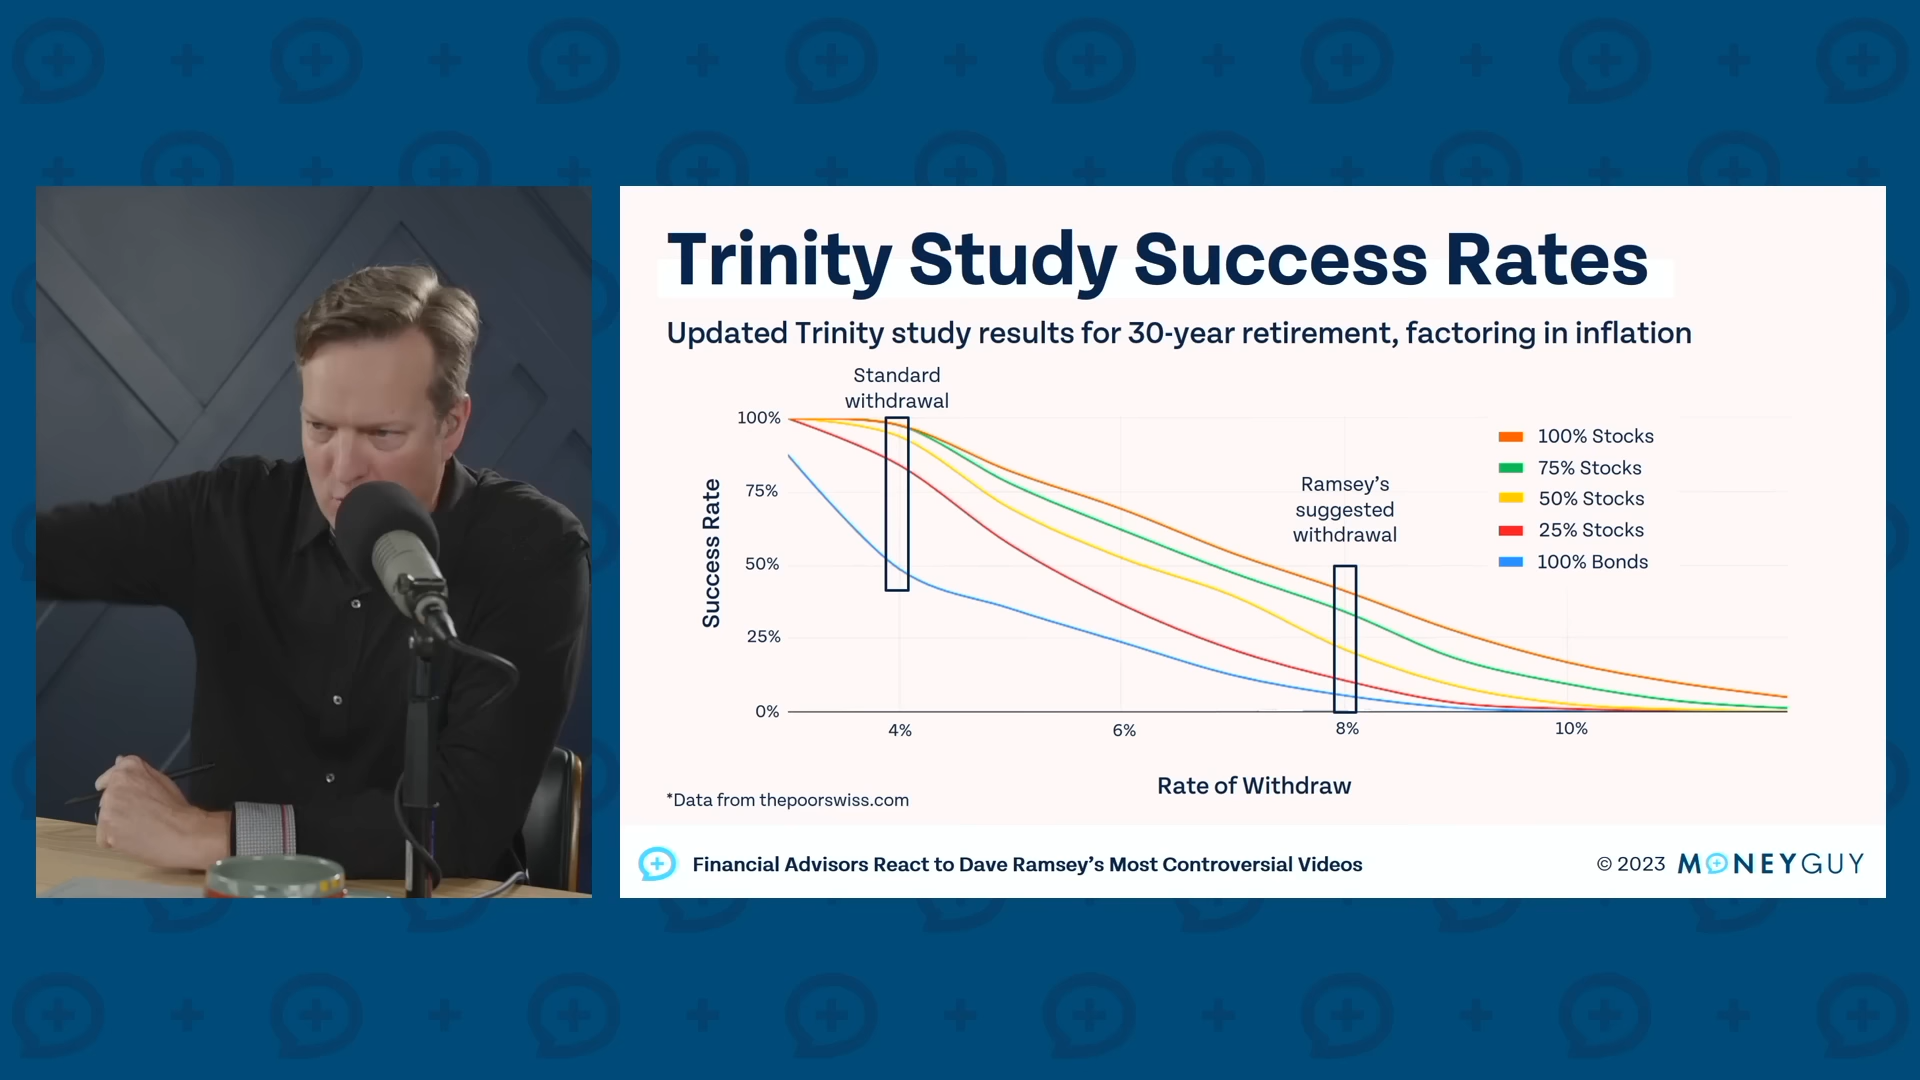 Trinity Study Success Rates
Updated Trinity study results for 30-year retirement, factoring in inflation
Standard
withdrawal
100%
75%
50%
25%
0%
Success Rate
Ramsey's
suggested
withdrawal
100% Stocks
75% Stocks
50% Stocks
25% Stocks
100% Bonds
4%
6%
8%
10%
Rate of Withdraw
*Data from thepoorswiss.com
Financial Advisors React to Dave Ramsey's Most Controversial Videos
© 2023 MONEYGUY